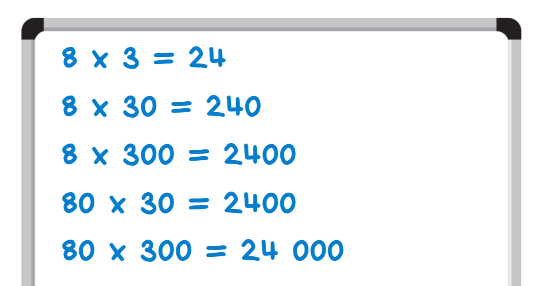 8 x 3 = 24
8 x 30 = 240
8 x 300 = 2400
80 x 30 = 2400
80 x 300 = 24 000